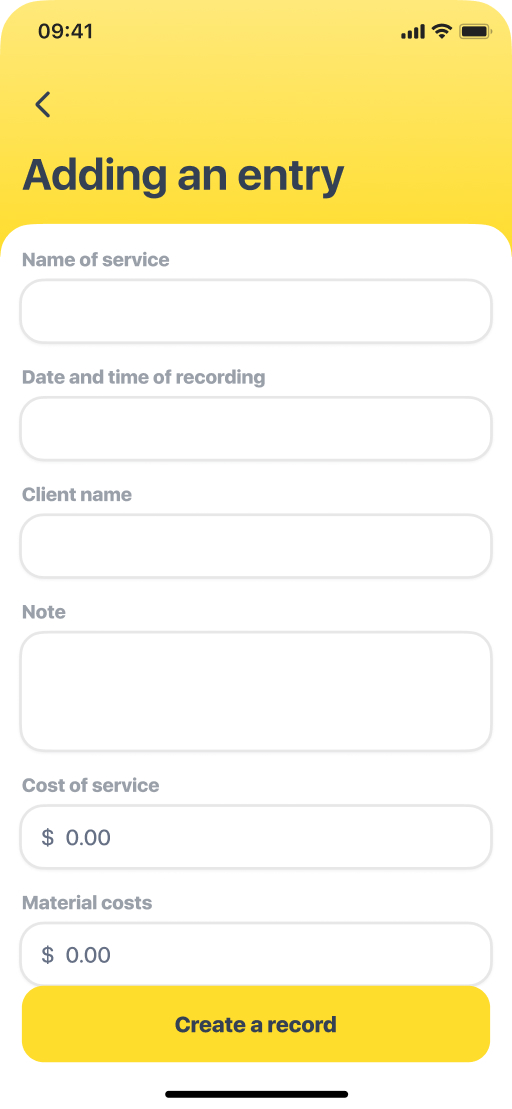 09:41
Adding an entry
Name of service
Date and time of recording
Client name
Note
Cost of service
$ 0.00
Material costs
$ 0.00
Create a record